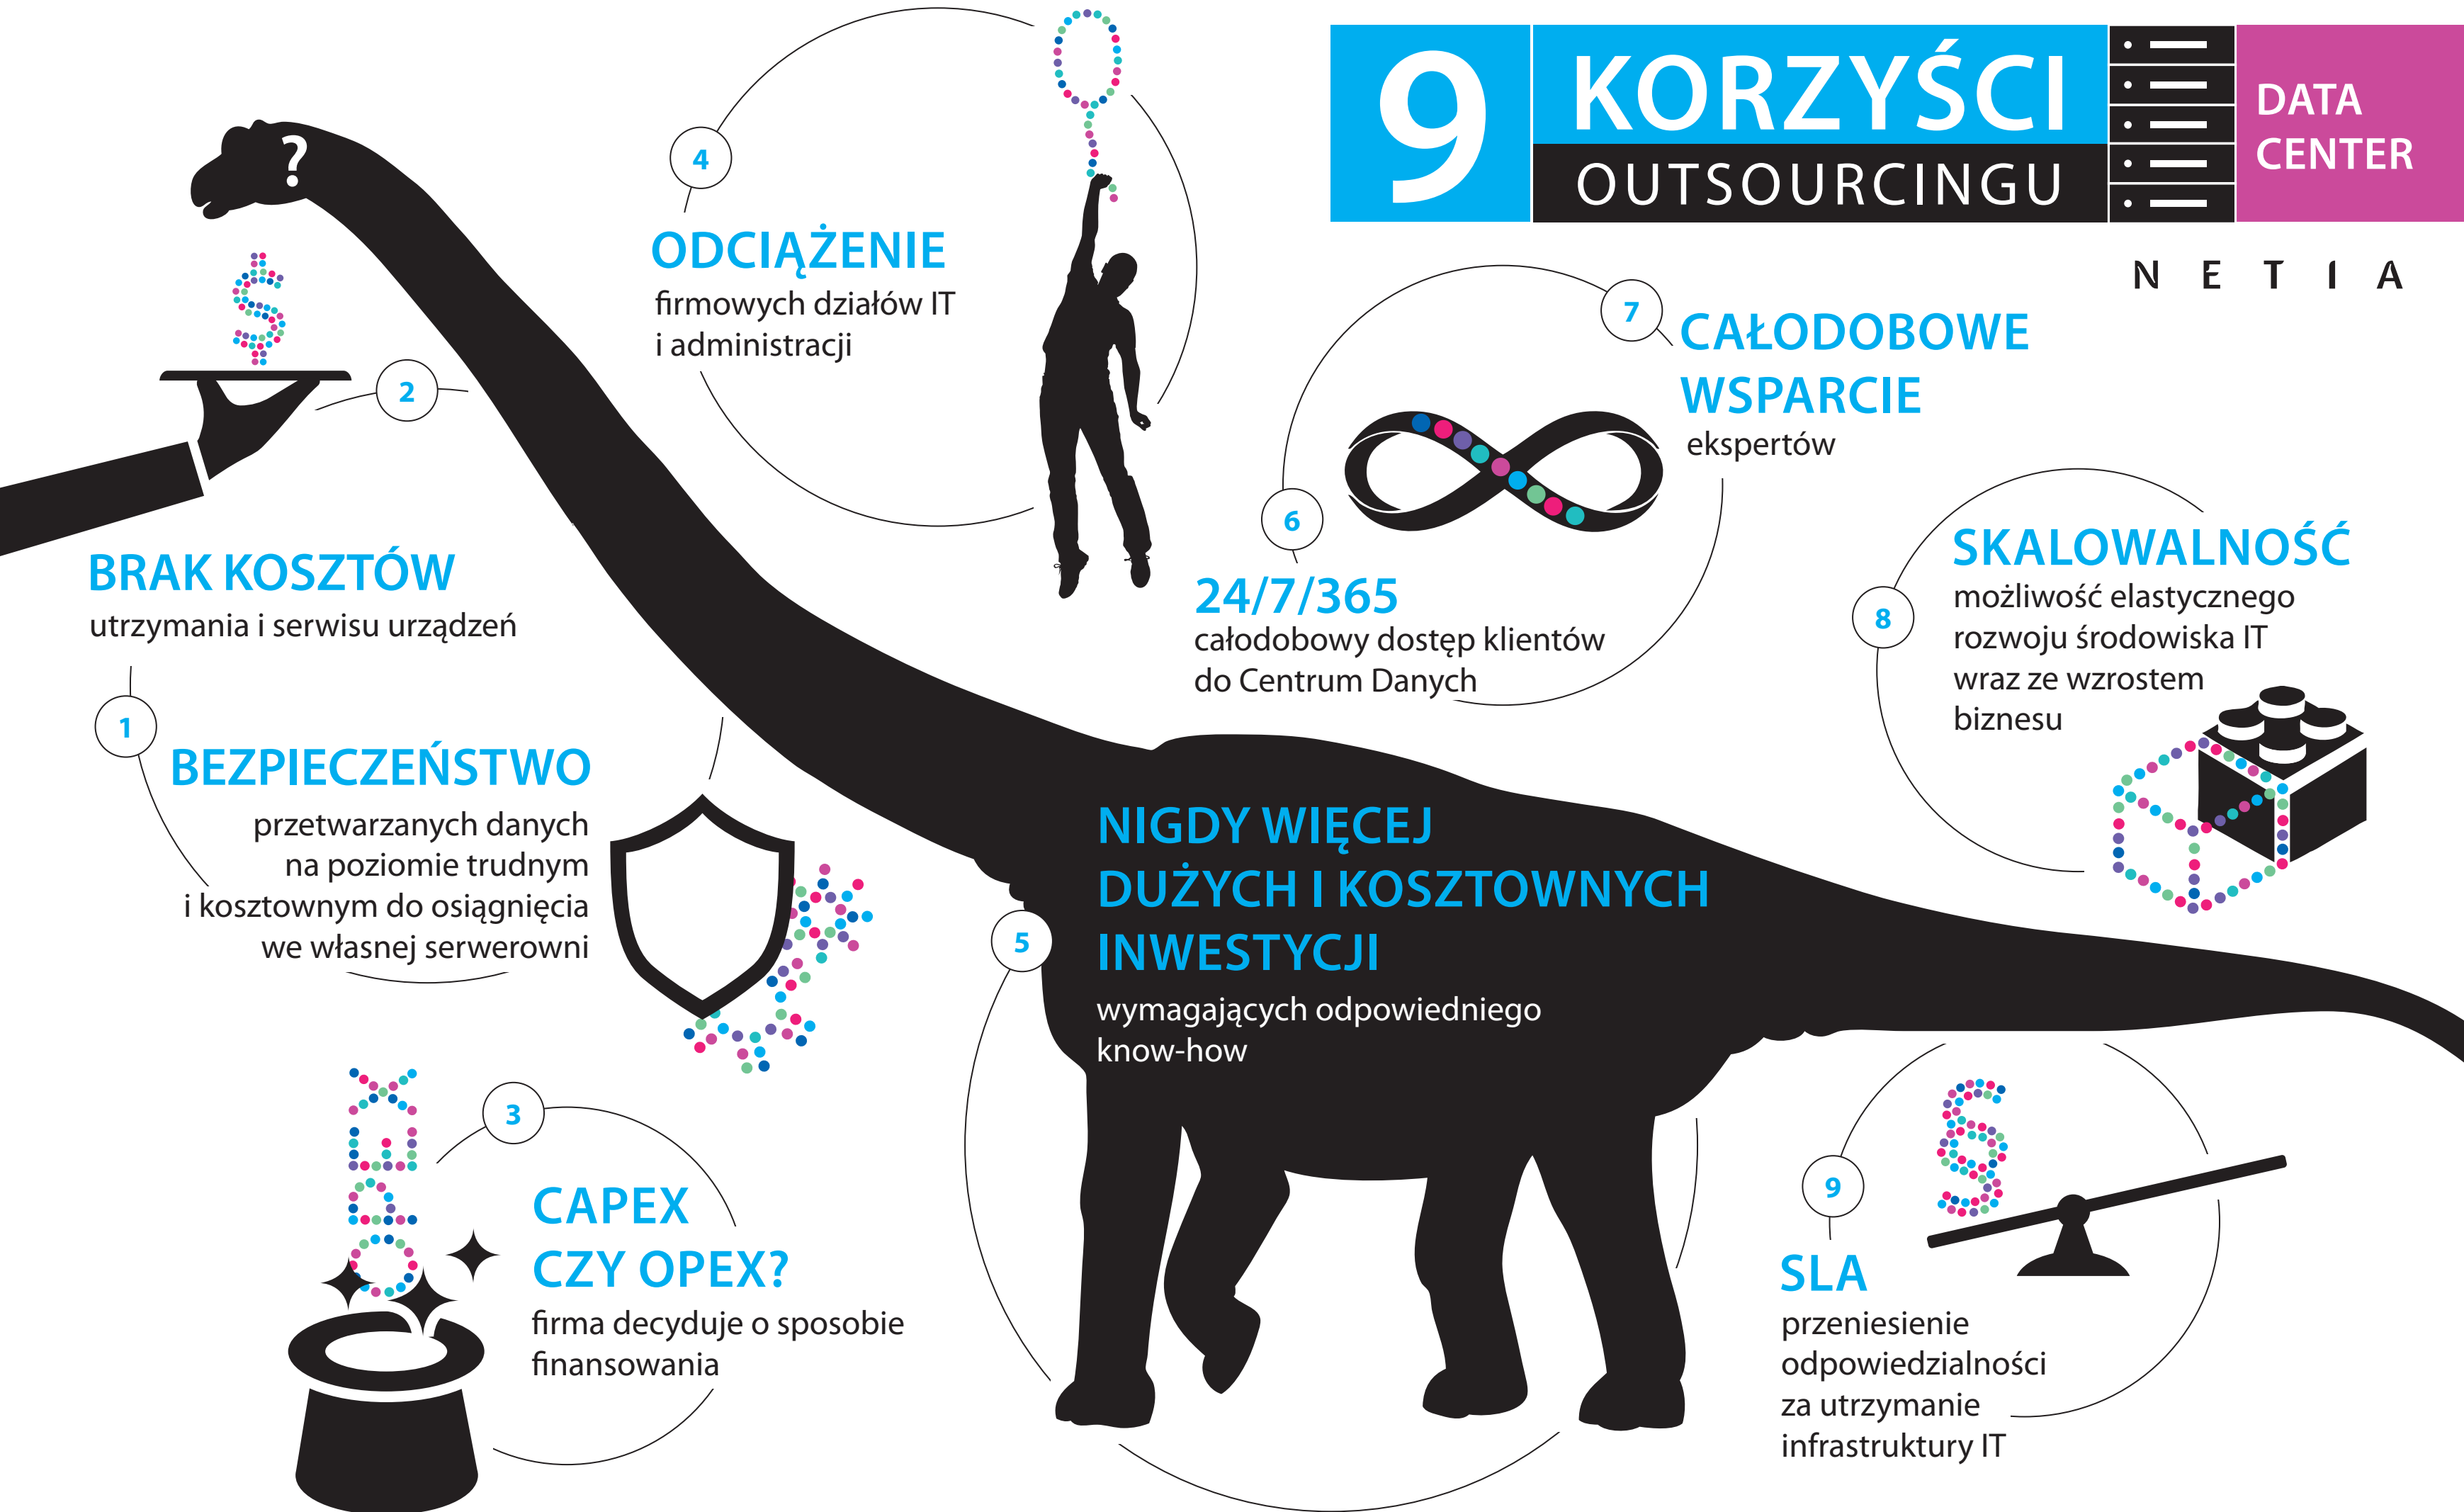 9
KORZYŚCI
OUTSOURCINGU
DATA
CENTER
NETIA
1
BEZPIECZEŃSTWO
przetwarzanych danych
na poziomie trudnym
i kosztownym do osiągnięcia
we własnej serwerowni
2
?
$
BRAK KOSZTÓW
utrzymania i serwisu urządzeń
3
CAPEX
CAPEX
CZY OPEX?
firma decyduje o sposobie
finansowania
4
ODCIĄŻENIE
firmowych działów IT
i administracji
5
NIGDY WIĘCEJ
DUŻYCH I KOSZTOWNYCH
INWESTYCJI
wymagających odpowiedniego
know-how
6
24/7/365
całodobowy dostęp klientów
do Centrum Danych
7
CAŁODOBOWE
WSPARCIE
ekspertów
8
SKALOWALNOŚĆ
możliwość elastycznego
rozwoju środowiska IT
wraz ze wzrostem
biznesu
9
§
SLA
przeniesienie
odpowiedzialności
za utrzymanie
infrastruktury IT